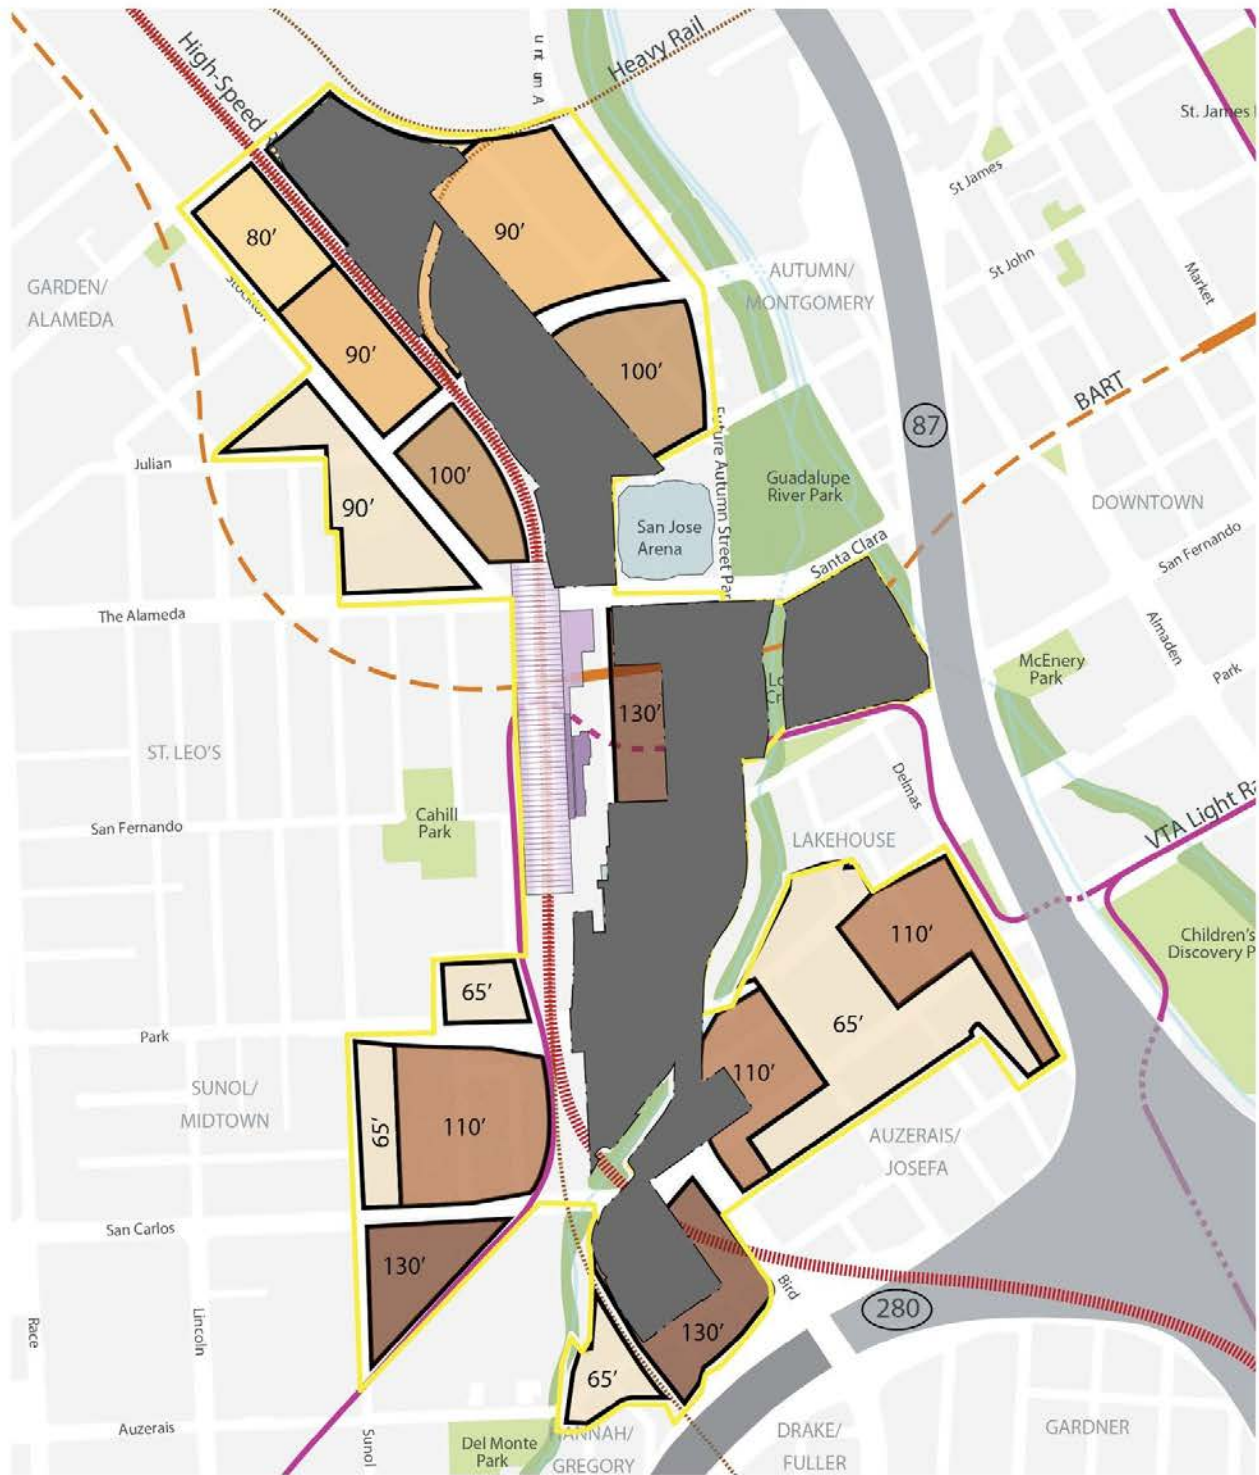 High-Speed
Heavy Rail
St. James
St James
St John
Market
AUTUMN/
MONTGOMERY
GARDEN/
ALAMEDA
80'
90'
90'
100'
BART
87
Julian
100'
90'
San Jose
Arena
Guadalupe
River Park
DOWNTOWN
San Fernando
Santa Clara
The Alameda
Almaden
McEnery
Park
Park
130'
ST. LEO'S
Delmas
VTA Light
San Fernando
Cahill
Park
LAKEHOUSE
110'
Children's
Discovery P
65'
65'
Park
110'
SUNOL/
MIDTOWN
65'
110'
AUZERAIS/
JOSEFA
San Carlos
130'
Bird
280
Race
Lincoln
130'
65'
Auzerais
Sunol
Del Monte
Park
HANNAH/
GREGORY
DRAKE/
FULLER
GARDNER